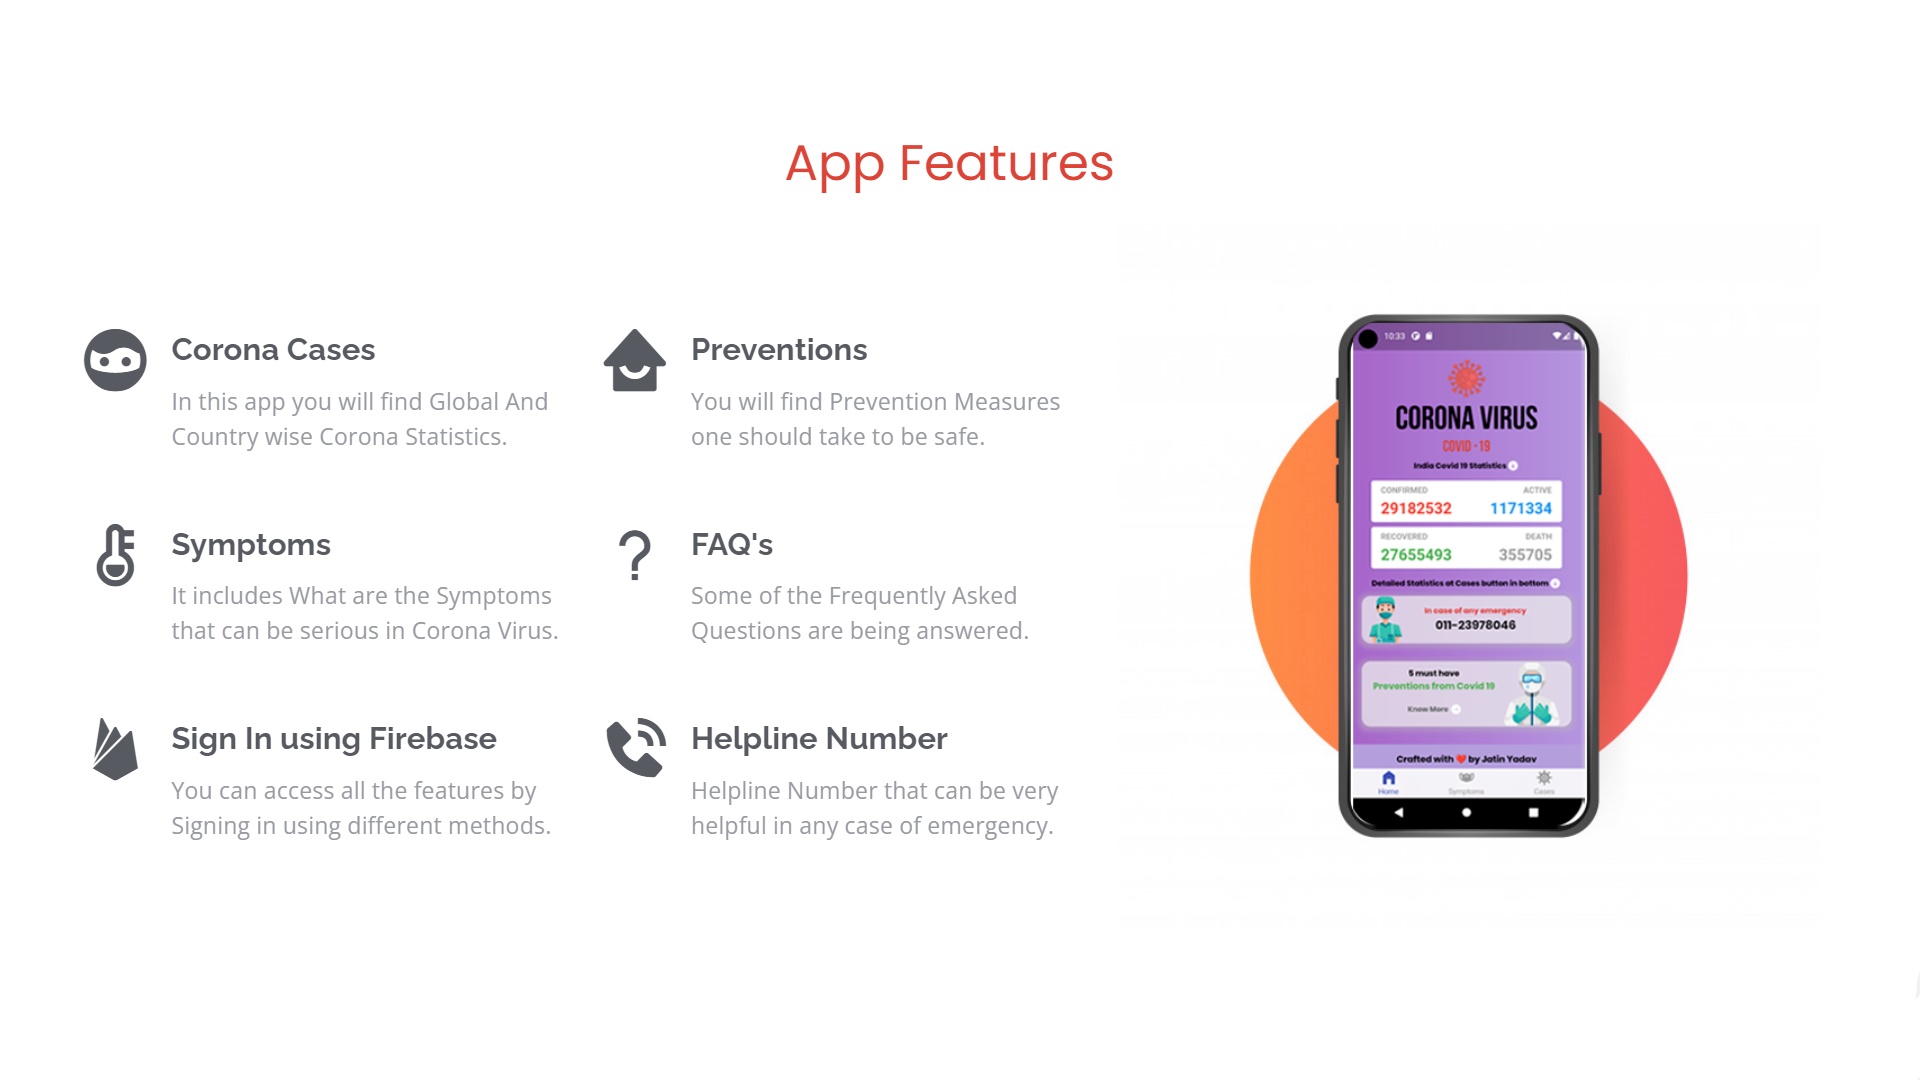 App Features
Corona Cases
In this app you will find Global And
Country wise Corona Statistics.
Preventions
You will find Prevention Measures
one should take to be safe.
Symptoms
It includes What are the Symptoms
that can be serious in Corona Virus.
FAQ's
Some of the Frequently Asked
Questions are being answered.
Sign In using Firebase
You can access all the features by
Signing in using different methods.
Helpline Number
Helpline Number that can be very
helpful in any case of emergency.
10:33
CORONA VIRUS
COVID -19
India Covid 19 Statistics
CONFIRMED ACTIVE
29182532 1171334
RECOVERED DEATH
27655493 355705
Detailed Statistics at Cases button in bottom
In case of any emergency
011-23978046
5 must have
Preventions from Covid 19
Know More
Crafted with ❤️ by Jatin Yadav
Home Symptoms Cases